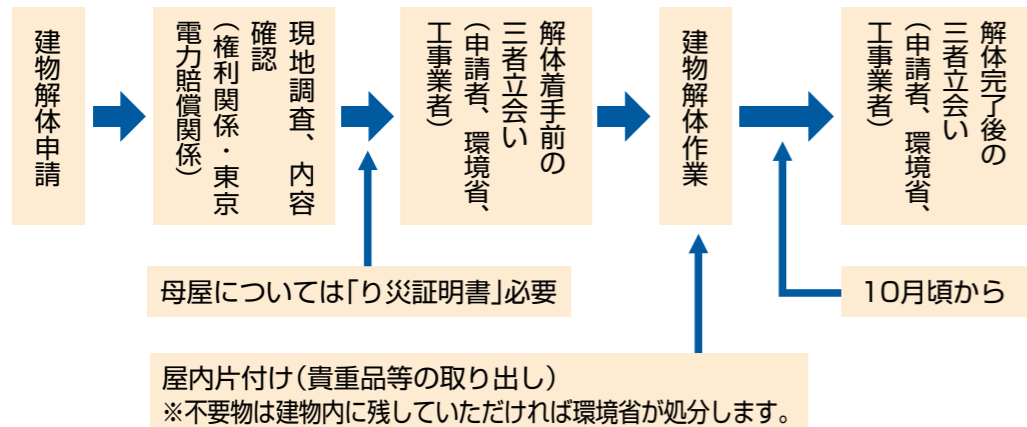 建物解体申請
現地調査、内容
確認
（権利関係・東京
電力賠償関係）
解体着手前の
三者立会い
（申請者、環境省、
工事業者）
建物解体作業
解体完了後の
三者立会い
（申請者、環境省、
工事業者）
母屋については「り災証明書」必要
10月頃から
屋内片付け（貴重品等の取り出し）
※不要物は建物内に残していただければ環境省が処分します。